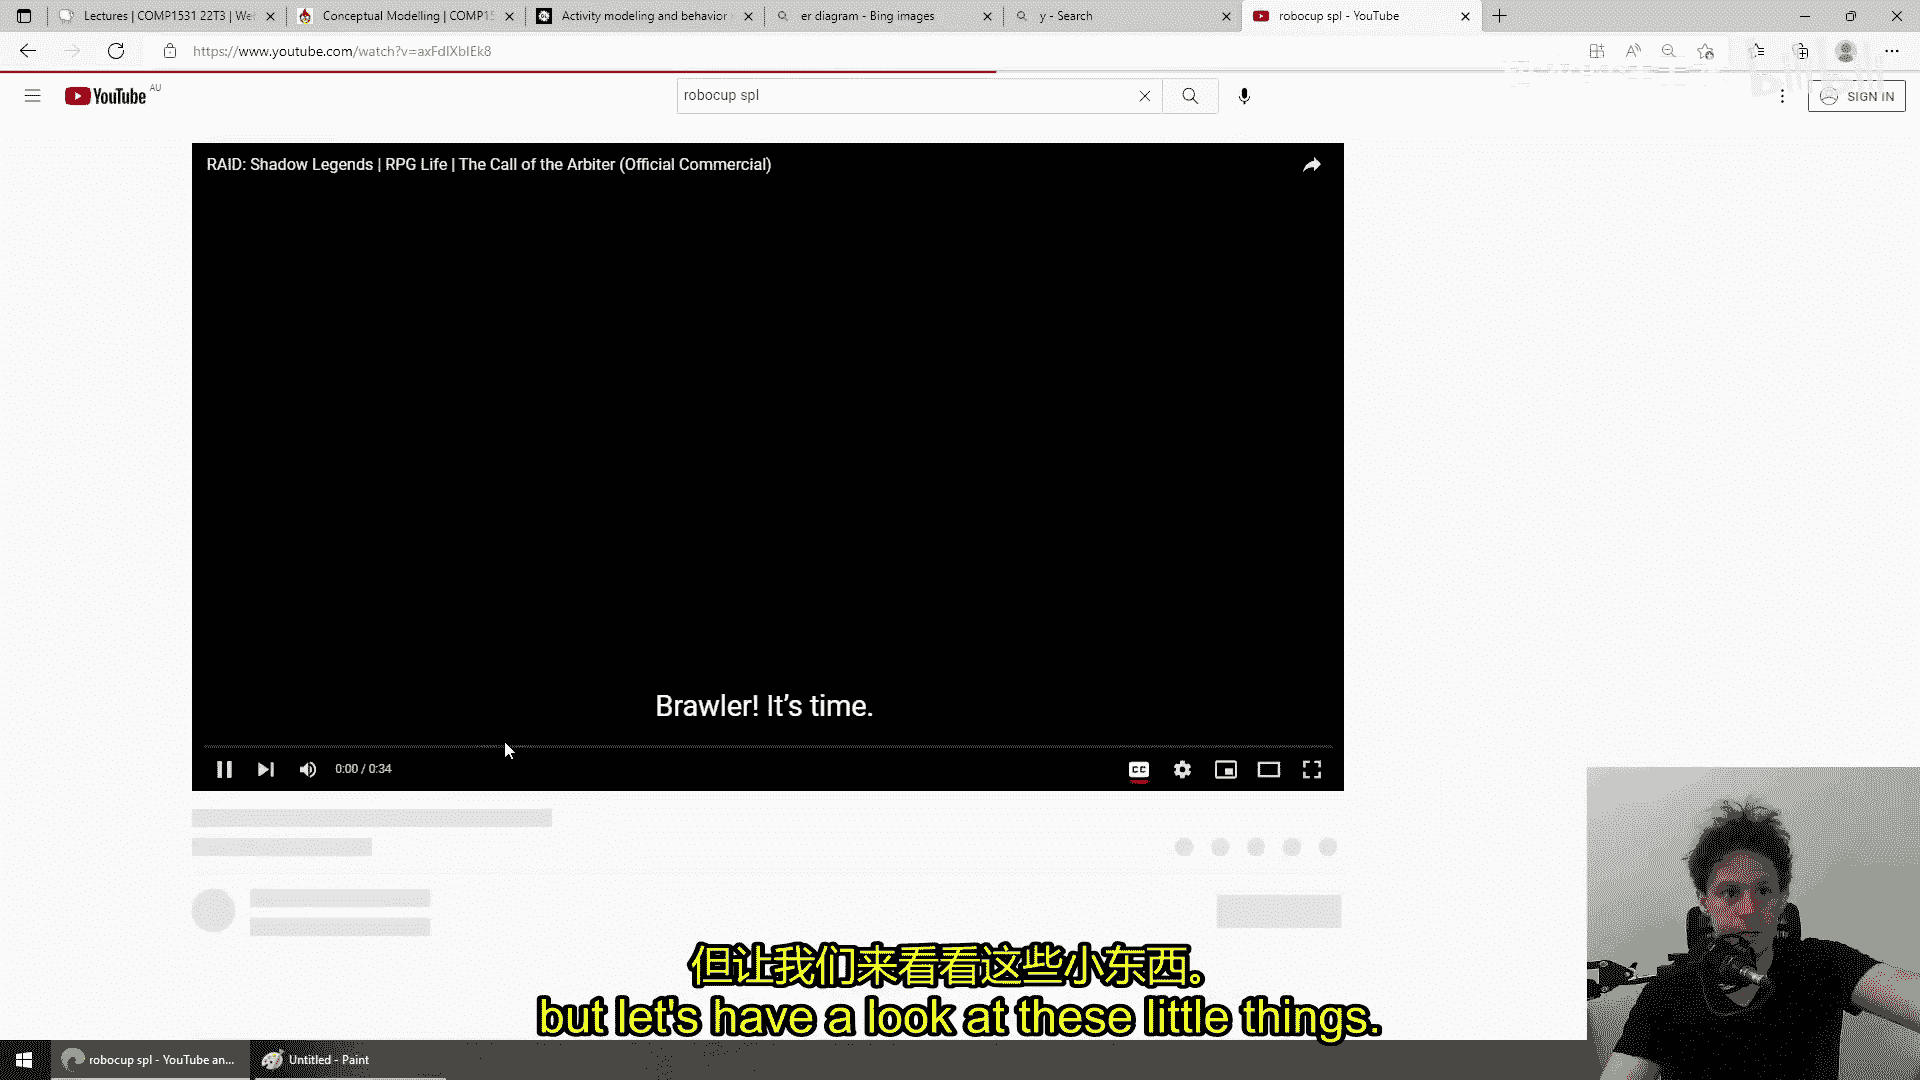 Lectures | COMP1531 22T3 | We
Conceptual Modelling | COMP15
Activity modeling and behavior
er diagram - Bing images
y - Search
robocup spl - YouTube
https://www.youtube.com/watch?v=axFdIXbIEk8
YouTube AU
robocup spl
SIGN IN
RAID: Shadow Legends | RPG Life | The Call of the Arbiter (Official Commercial)
Brawler! It's time.
0:00 / 0:34
CC
但让我们来看看这些小东西。
but let's have a look at these little things.
robocup spl - YouTube an...
Untitled - Paint